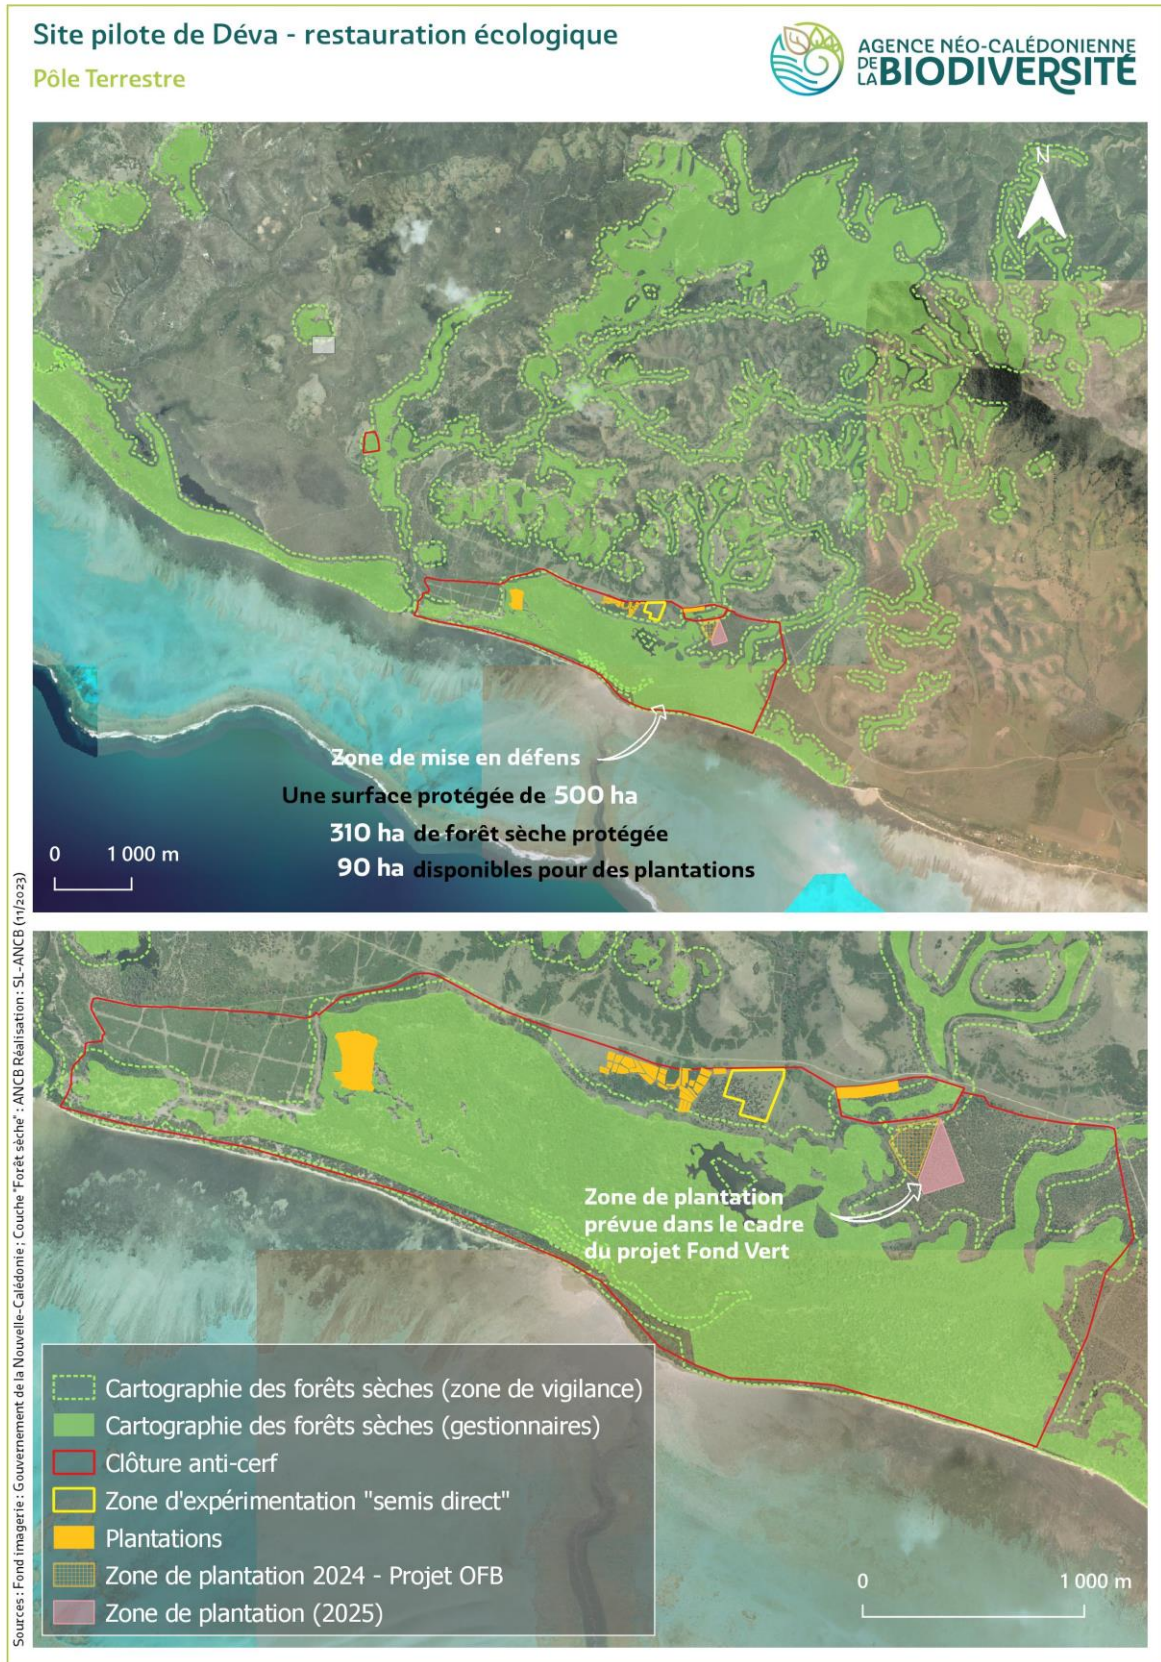 Site pilote de Déva - restauration écologique
Pôle Terrestre
AGENCE NÉO-CALÉDONIENNE
DE LA BIODIVERSITÉ
N
Zone de mise en défens
Une surface protégée de 500 ha
310 ha de forêt sèche protégée
90 ha disponibles pour des plantations
0 1 000 m
Sources : Fond imagerie : Gouvernement de la Nouvelle-Calédonie ; Couche "Forêt sèche" : ANCB Réalisation : SL-ANCB (11/2023)
Zone de plantation
prévue dans le cadre
du projet Fond Vert
Cartographie des forêts sèches (zone de vigilance)
Cartographie des forêts sèches (gestionnaires)
Clôture anti-cerf
Zone d'expérimentation "semis direct"
Plantations
Zone de plantation 2024 - Projet OFB
Zone de plantation (2025)
0 1 000 m